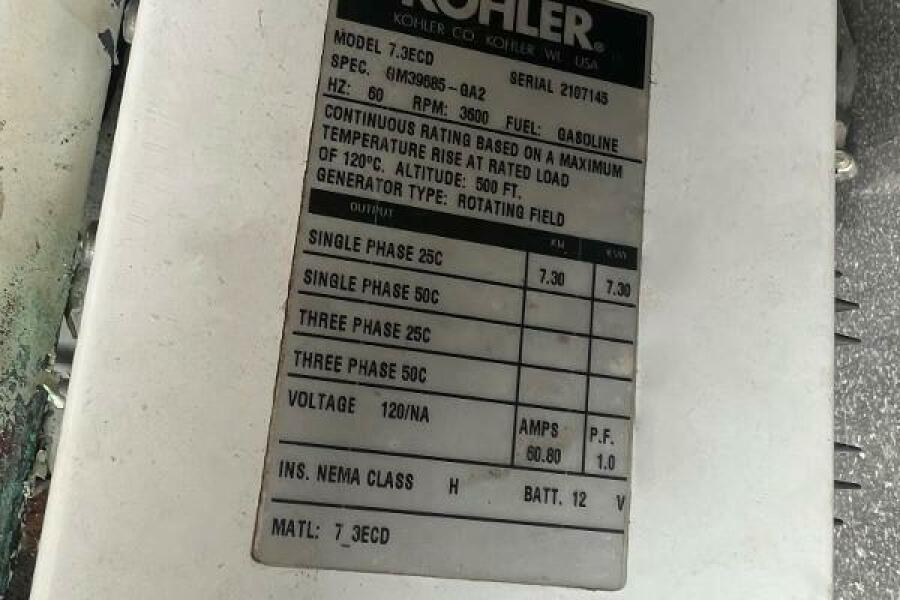 KOHLER®
KOHLER CO. KOHLER WI. USA
MODEL 7.3ECD SERIAL 2107145
SPEC. GM39685-GA2
HZ: 60 RPM: 3600 FUEL: GASOLINE
CONTINUOUS RATING BASED ON A MAXIMUM
TEMPERATURE RISE AT RATED LOAD
OF 120°C. ALTITUDE: 500 FT.
GENERATOR TYPE: ROTATING FIELD
OUTPUT KW KVA
SINGLE PHASE 25C 7.30 7.30
SINGLE PHASE 50C
THREE PHASE 25C
THREE PHASE 50C
VOLTAGE 120/NA AMPS P.F.
60.80 1.0
INS. NEMA CLASS H BATT. 12 V
MATL: 7_3ECD